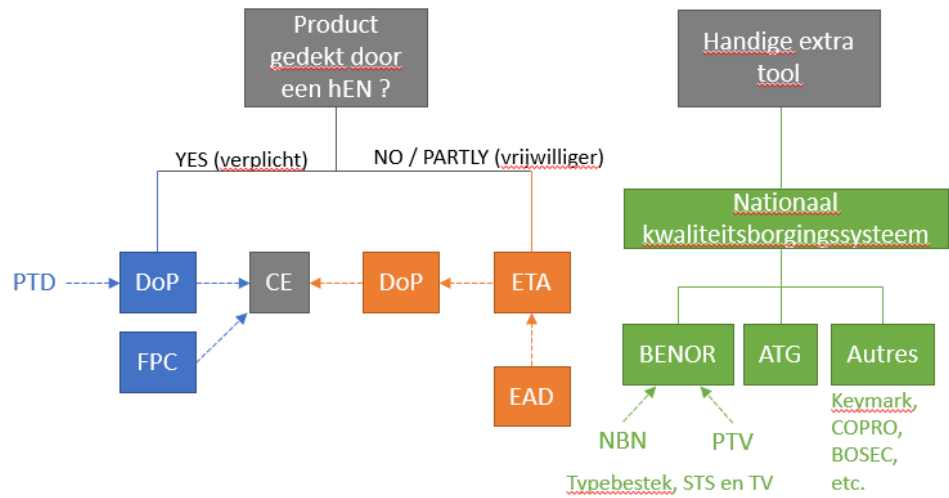 Product
gedekt door
een hEN ?
YES (verplicht)
NO / PARTLY (vrijwilliger)
PTD
DoP
CE
DoP
ETA
FPC
EAD
Handige extra
tool
Nationaal
kwaliteitsborgingssysteem
BENOR
ATG
Autres
NBN
PTV
Keymark,
COPRO,
BOSEC,
etc.
Typebestek, STS en TV